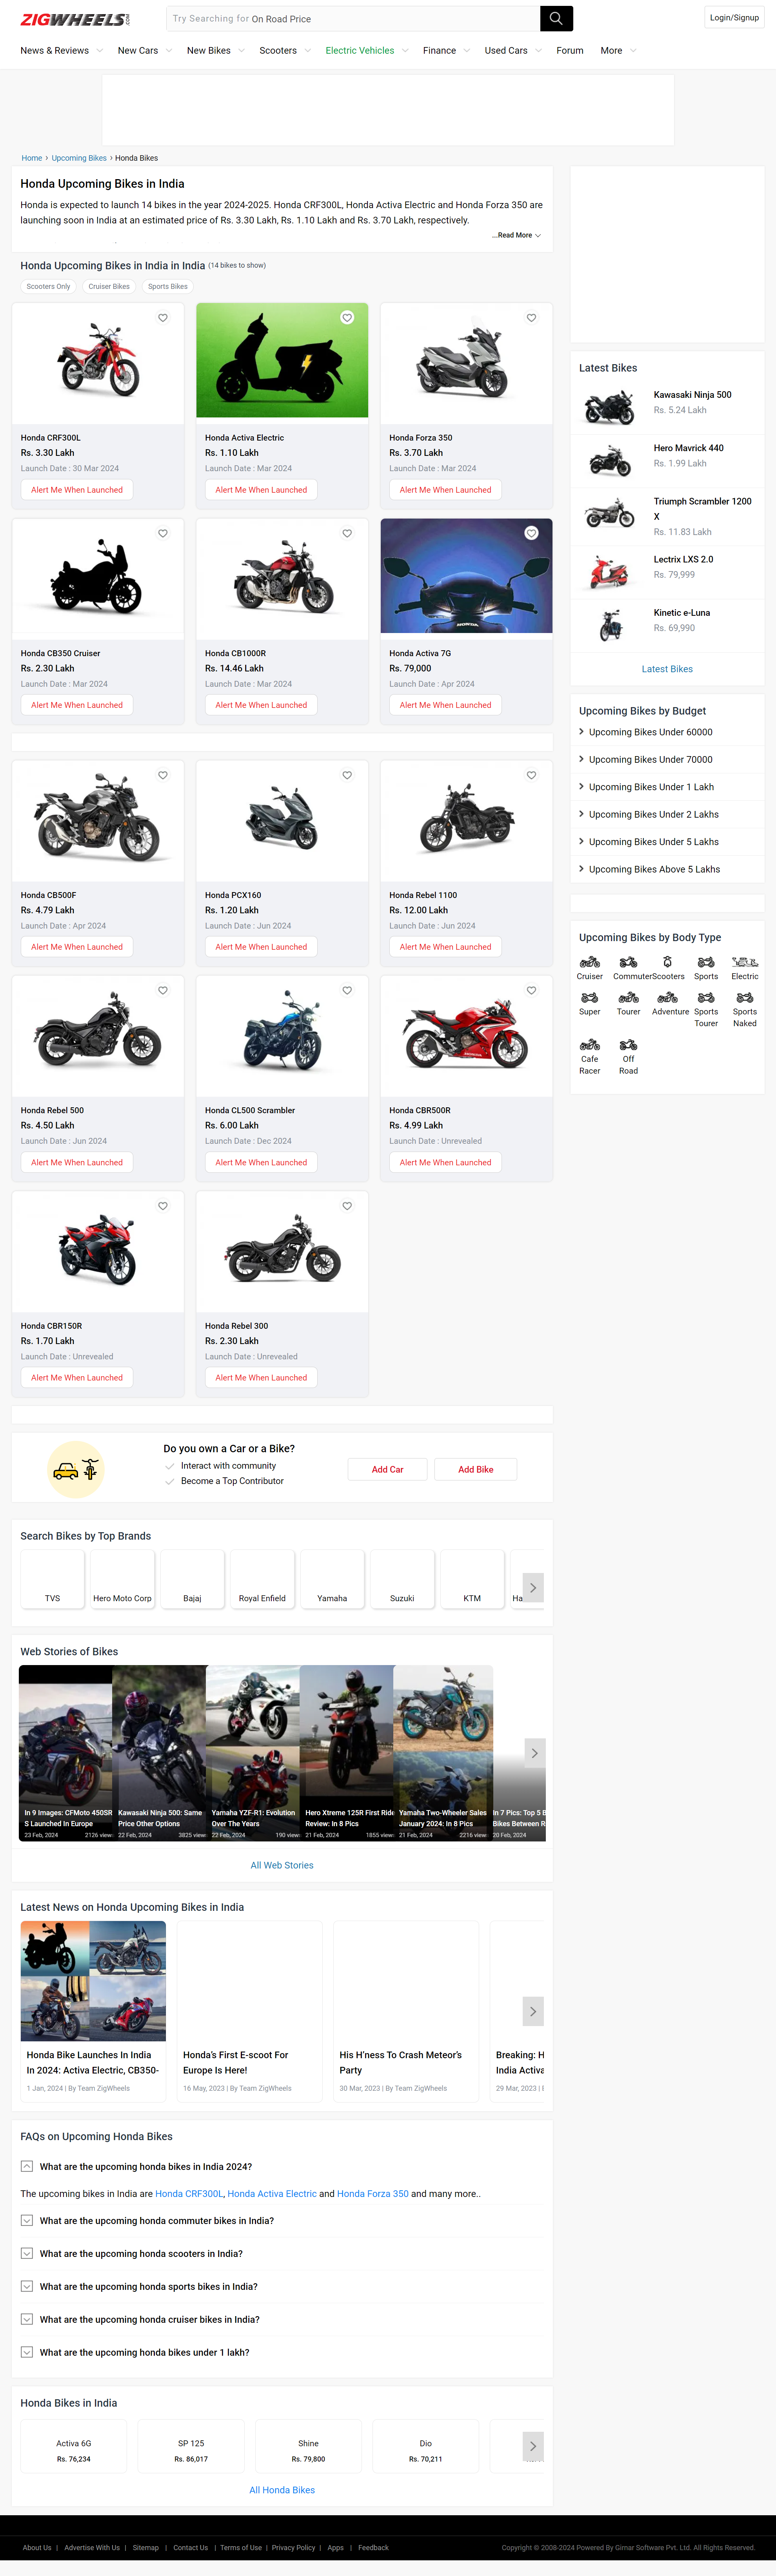 ZIGWHEELS.COM
Try Searching for On Road Price
Login/Signup
News & Reviews
New Cars
New Bikes
Scooters
Electric Vehicles
Finance
Used Cars
Forum
More
Home › Upcoming Bikes › Honda Bikes
Honda Upcoming Bikes in India
Honda is expected to launch 14 bikes in the year 2024-2025. Honda CRF300L, Honda Activa Electric and Honda Forza 350 are
launching soon in India at an estimated price of Rs. 3.30 Lakh, Rs. 1.10 Lakh and Rs. 3.70 Lakh, respectively.
...Read More
Honda Upcoming Bikes in India in India (14 bikes to show)
Scooters Only
Cruiser Bikes
Sports Bikes
Honda CRF300L
Rs. 3.30 Lakh
Launch Date : 30 Mar 2024
Alert Me When Launched
Honda Activa Electric
Rs. 1.10 Lakh
Launch Date : Mar 2024
Alert Me When Launched
Honda Forza 350
Rs. 3.70 Lakh
Launch Date : Mar 2024
Alert Me When Launched
Honda CB350 Cruiser
Rs. 2.30 Lakh
Launch Date : Mar 2024
Alert Me When Launched
Honda CB1000R
Rs. 14.46 Lakh
Launch Date : Mar 2024
Alert Me When Launched
HONDA
Honda Activa 7G
Rs. 79,000
Launch Date : Apr 2024
Alert Me When Launched
Honda CB500F
Rs. 4.79 Lakh
Launch Date : Apr 2024
Alert Me When Launched
Honda PCX160
Rs. 1.20 Lakh
Launch Date : Jun 2024
Alert Me When Launched
Honda Rebel 1100
Rs. 12.00 Lakh
Launch Date : Jun 2024
Alert Me When Launched
Honda Rebel 500
Rs. 4.50 Lakh
Launch Date : Jun 2024
Alert Me When Launched
Honda CL500 Scrambler
Rs. 6.00 Lakh
Launch Date : Dec 2024
Alert Me When Launched
Honda CBR500R
Rs. 4.99 Lakh
Launch Date : Unrevealed
Alert Me When Launched
Honda CBR150R
Rs. 1.70 Lakh
Launch Date : Unrevealed
Alert Me When Launched
Honda Rebel 300
Rs. 2.30 Lakh
Launch Date : Unrevealed
Alert Me When Launched
Latest Bikes
Kawasaki Ninja 500
Rs. 5.24 Lakh
Hero Mavrick 440
Rs. 1.99 Lakh
Triumph Scrambler 1200
X
Rs. 11.83 Lakh
Lectrix LXS 2.0
Rs. 79,999
Kinetic e-Luna
Rs. 69,990
Latest Bikes
Upcoming Bikes by Budget
Upcoming Bikes Under 60000
Upcoming Bikes Under 70000
Upcoming Bikes Under 1 Lakh
Upcoming Bikes Under 2 Lakhs
Upcoming Bikes Under 5 Lakhs
Upcoming Bikes Above 5 Lakhs
Upcoming Bikes by Body Type
Cruiser
Commuter
Scooters
Sports
Electric
Super
Tourer
Adventure
Sports
Tourer
Sports
Naked
Cafe
Racer
Off
Road
Do you own a Car or a Bike?
Interact with community
Become a Top Contributor
Add Car
Add Bike
Search Bikes by Top Brands
TVS
Hero Moto Corp
Bajaj
Royal Enfield
Yamaha
Suzuki
KTM
Ha
Web Stories of Bikes
In 9 Images: CFMoto 450SR
S Launched In Europe
23 Feb, 2024 2126 view
Kawasaki Ninja 500: Same
Price Other Options
22 Feb, 2024 3825 view
Yamaha YZF-R1: Evolution
Over The Years
22 Feb, 2024 190 view
Hero Xtreme 125R First Ride
Review: In 8 Pics
21 Feb, 2024 1855 view
Yamaha Two-Wheeler Sales
January 2024: In 8 Pics
21 Feb, 2024 2216 view
In 7 Pics: Top 5 B
Bikes Between R
20 Feb, 2024
All Web Stories
Latest News on Honda Upcoming Bikes in India
Honda Bike Launches In India
In 2024: Activa Electric, CB350-
1 Jan, 2024 | By Team ZigWheels
Honda's First E-scoot For
Europe Is Here!
16 May, 2023 | By Team ZigWheels
His H'ness To Crash Meteor's
Party
30 Mar, 2023 | By Team ZigWheels
Breaking: H
India Activa
29 Mar, 2023 |
FAQs on Upcoming Honda Bikes
What are the upcoming honda bikes in India 2024?
The upcoming bikes in India are Honda CRF300L, Honda Activa Electric and Honda Forza 350 and many more..
What are the upcoming honda commuter bikes in India?
What are the upcoming honda scooters in India?
What are the upcoming honda sports bikes in India?
What are the upcoming honda cruiser bikes in India?
What are the upcoming honda bikes under 1 lakh?
Honda Bikes in India
Activa 6G
Rs. 76,234
SP 125
Rs. 86,017
Shine
Rs. 79,800
Dio
Rs. 70,211
All Honda Bikes
About Us | Advertise With Us | Sitemap | Contact Us | Terms of Use | Privacy Policy | Apps | Feedback
Copyright © 2008-2024 Powered By Girnar Software Pvt. Ltd. All Rights Reserved.